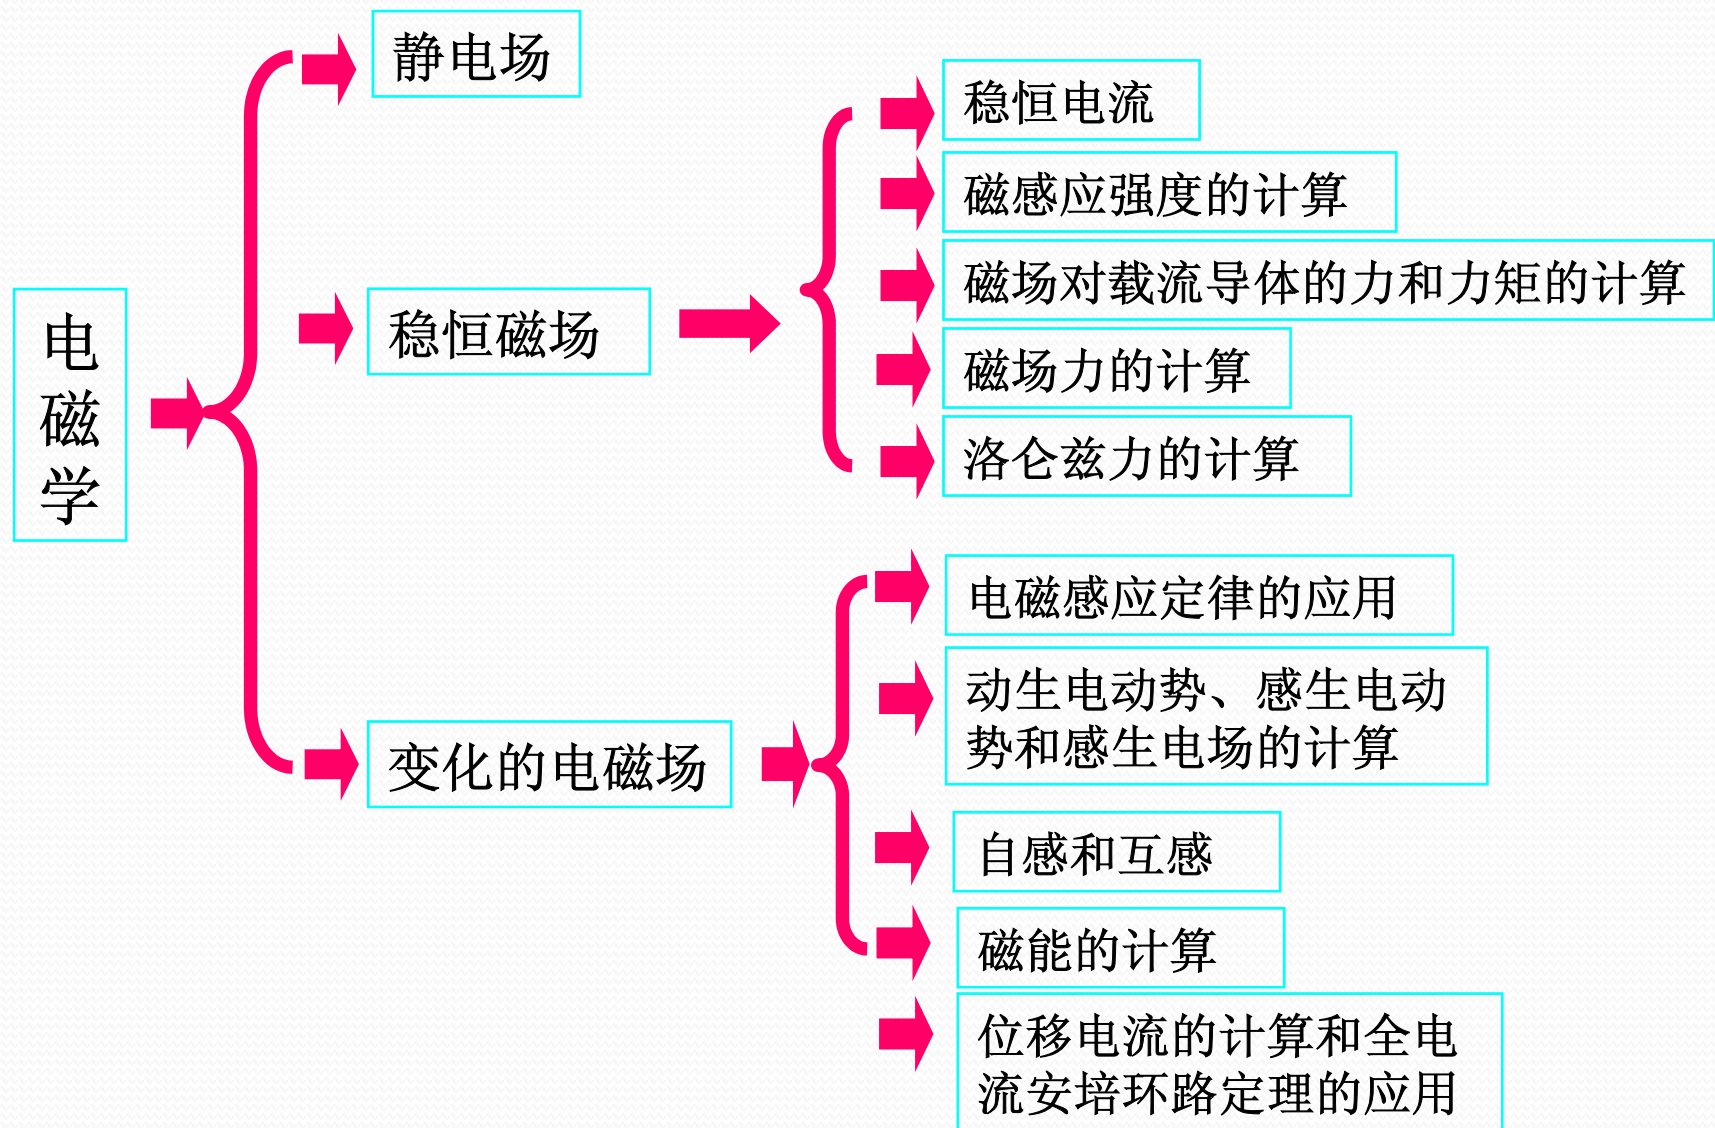 电
磁
学
静电场
稳恒磁场
稳恒电流
磁感应强度的计算
磁场对载流导体的力和力矩的计算
磁场力的计算
洛仑兹力的计算
变化的电磁场
电磁感应定律的应用
动生电动势、感生电动
势和感生电场的计算
自感和互感
磁能的计算
位移电流的计算和全电
流安培环路定理的应用